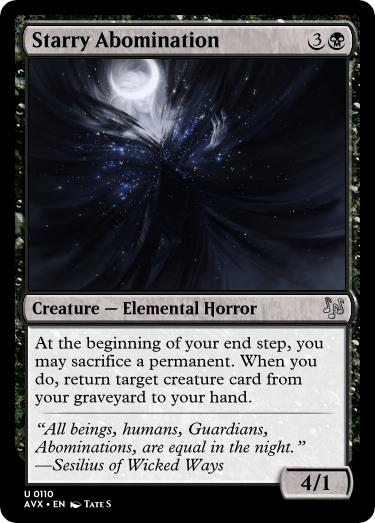 Starry Abomination 3
Creature — Elemental Horror
At the beginning of your end step, you
may sacrifice a permanent. When you
do, return target creature card from
your graveyard to your hand.
“All beings, humans, Guardians,
Abominations, are equal in the night.”
—Sesilius of Wicked Ways
4/1
U 0110
AVX • EN Tate S